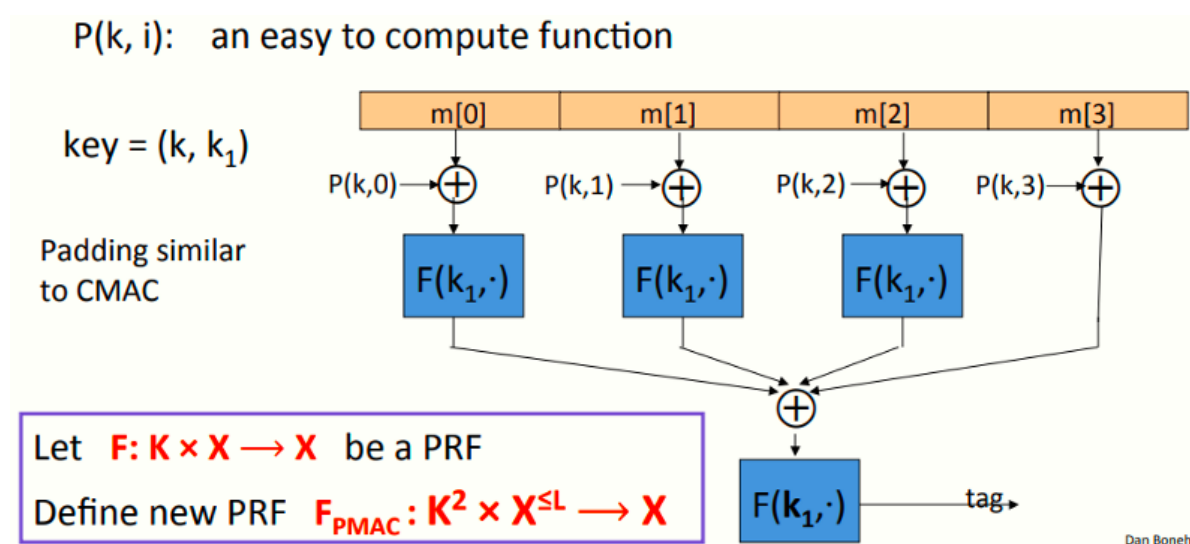 P(k, i): an easy to compute function
key = (k, k₁)
Padding similar
to CMAC
m[0] m[1] m[2] m[3]
P(k,0) P(k,1) P(k,2) P(k,3)
F(k₁,·) F(k₁,·) F(k₁,·)
Let F: K × X ⟶ X be a PRF
Define new PRF F_PMAC : K² × X^≤L ⟶ X
F(k₁,·)
tag
Dan Boneh